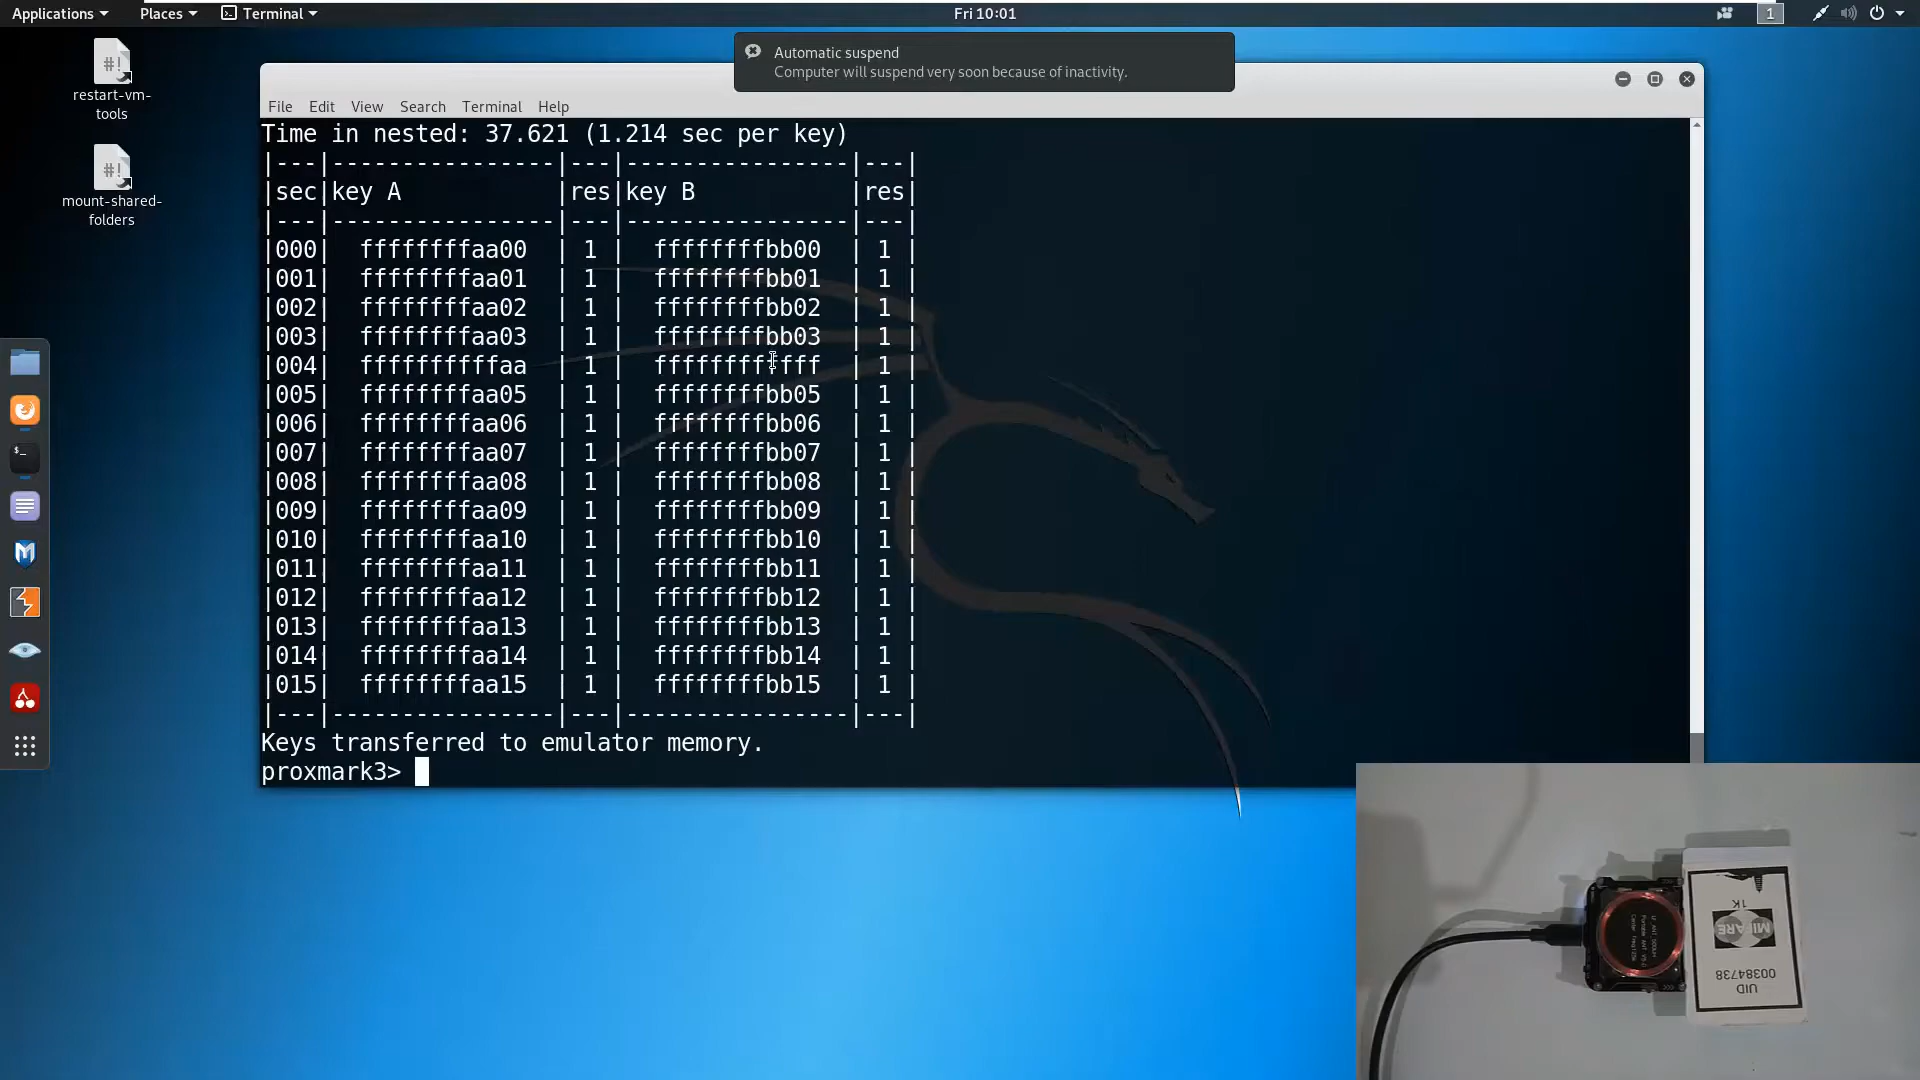 Applications
Places
Terminal
Fri 10:01
1
restart-vm-
tools
mount-shared-
folders
Automatic suspend
Computer will suspend very soon because of inactivity.
File Edit View Search Terminal Help
Time in nested: 37.621 (1.214 sec per key)
|---|----------------|---|----------------|---|
|sec|key A           |res|key B           |res|
|---|----------------|---|----------------|---|
|000|  ffffffffaa00  | 1 |  ffffffffbb00  | 1 |
|001|  ffffffffaa01  | 1 |  ffffffffbb01  | 1 |
|002|  ffffffffaa02  | 1 |  ffffffffbb02  | 1 |
|003|  ffffffffaa03  | 1 |  ffffffffbb03  | 1 |
|004|  ffffffffffaa  | 1 |  ffffffffffff  | 1 |
|005|  ffffffffaa05  | 1 |  ffffffffbb05  | 1 |
|006|  ffffffffaa06  | 1 |  ffffffffbb06  | 1 |
|007|  ffffffffaa07  | 1 |  ffffffffbb07  | 1 |
|008|  ffffffffaa08  | 1 |  ffffffffbb08  | 1 |
|009|  ffffffffaa09  | 1 |  ffffffffbb09  | 1 |
|010|  ffffffffaa10  | 1 |  ffffffffbb10  | 1 |
|011|  ffffffffaa11  | 1 |  ffffffffbb11  | 1 |
|012|  ffffffffaa12  | 1 |  ffffffffbb12  | 1 |
|013|  ffffffffaa13  | 1 |  ffffffffbb13  | 1 |
|014|  ffffffffaa14  | 1 |  ffffffffbb14  | 1 |
|015|  ffffffffaa15  | 1 |  ffffffffbb15  | 1 |
|---|----------------|---|----------------|---|
Keys transferred to emulator memory.
proxmark3>
UID
00384738
MIFARE
1K